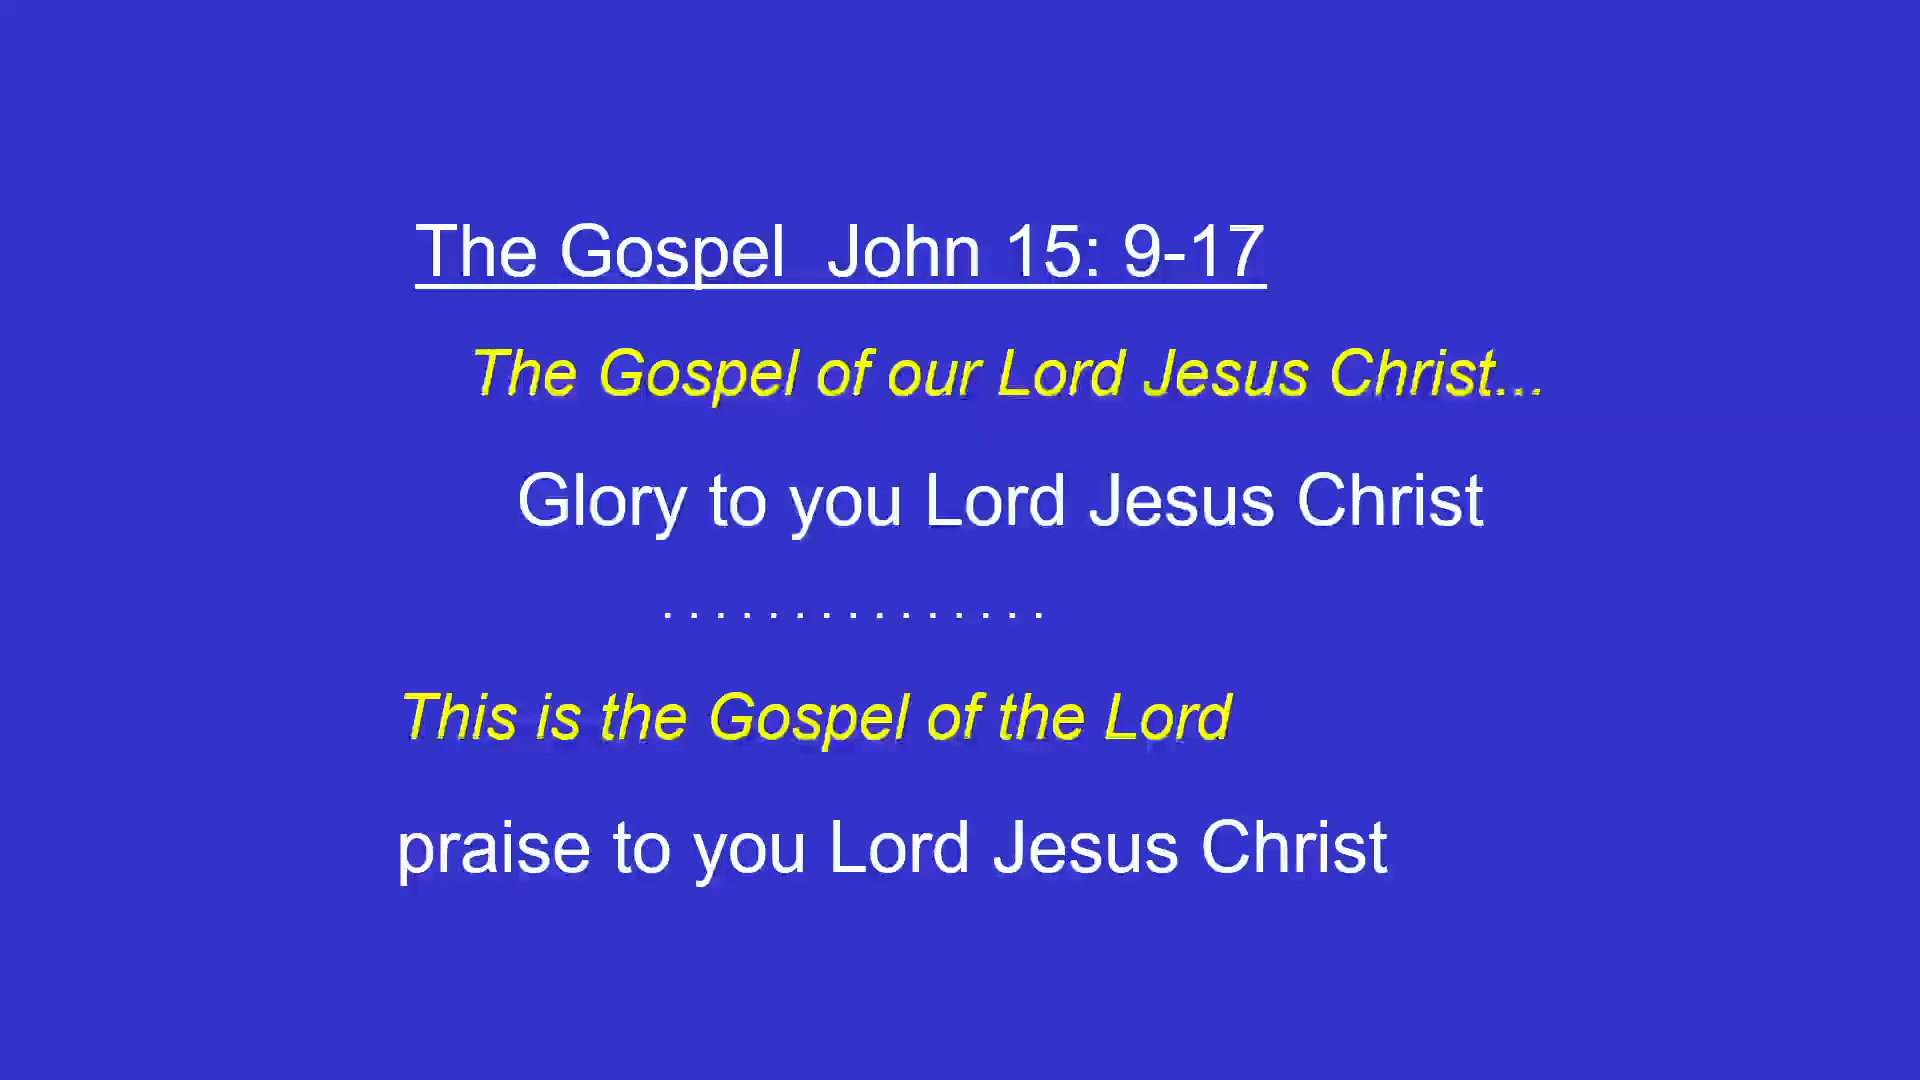 The Gospel  John 15: 9-17
The Gospel of our Lord Jesus Christ...
Glory to you Lord Jesus Christ
. . . . . . . . . . . . . . .
This is the Gospel of the Lord
praise to you Lord Jesus Christ